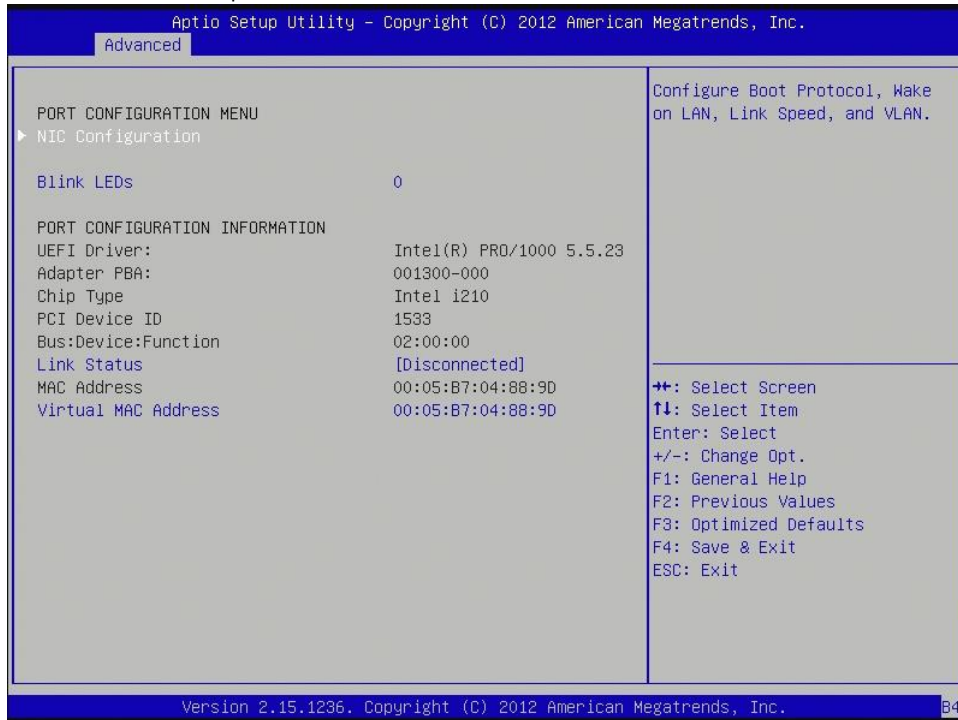 Aptio Setup Utility – Copyright (C) 2012 American Megatrends, Inc.
Advanced
PORT CONFIGURATION MENU
▶ NIC Configuration
Blink LEDs 0
PORT CONFIGURATION INFORMATION
UEFI Driver: Intel(R) PRO/1000 5.5.23
Adapter PBA: 001300-000
Chip Type Intel i210
PCI Device ID 1533
Bus:Device:Function 02:00:00
Link Status [Disconnected]
MAC Address 00:05:B7:04:88:9D
Virtual MAC Address 00:05:B7:04:88:9D
Configure Boot Protocol, Wake
on LAN, Link Speed, and VLAN.
→←: Select Screen
↑↓: Select Item
Enter: Select
+/-: Change Opt.
F1: General Help
F2: Previous Values
F3: Optimized Defaults
F4: Save & Exit
ESC: Exit
Version 2.15.1236. Copyright (C) 2012 American Megatrends, Inc.
B4